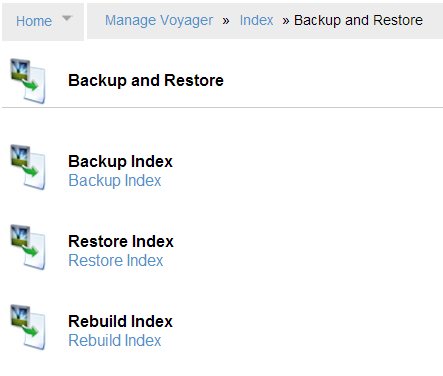 Home Manage Voyager » Index » Backup and Restore
Backup and Restore
Backup Index
Backup Index
Restore Index
Restore Index
Rebuild Index
Rebuild Index